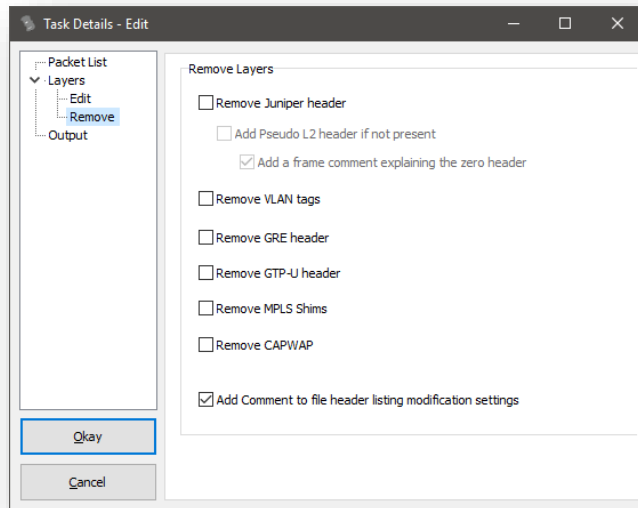 Task Details - Edit
Packet List
Layers
Edit
Remove
Output
Okay
Cancel
Remove Layers
Remove Juniper header
Add Pseudo L2 header if not present
Add a frame comment explaining the zero header
Remove VLAN tags
Remove GRE header
Remove GTP-U header
Remove MPLS Shims
Remove CAPWAP
Add Comment to file header listing modification settings